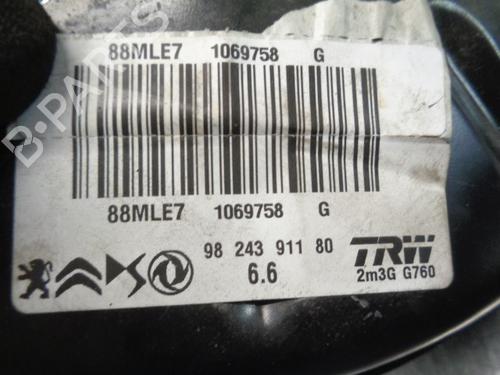 88MLE7 1069758 G
88MLE7 1069758 G
98 243 911 80
6.6
TRW
2m3G G760
B-PARTS